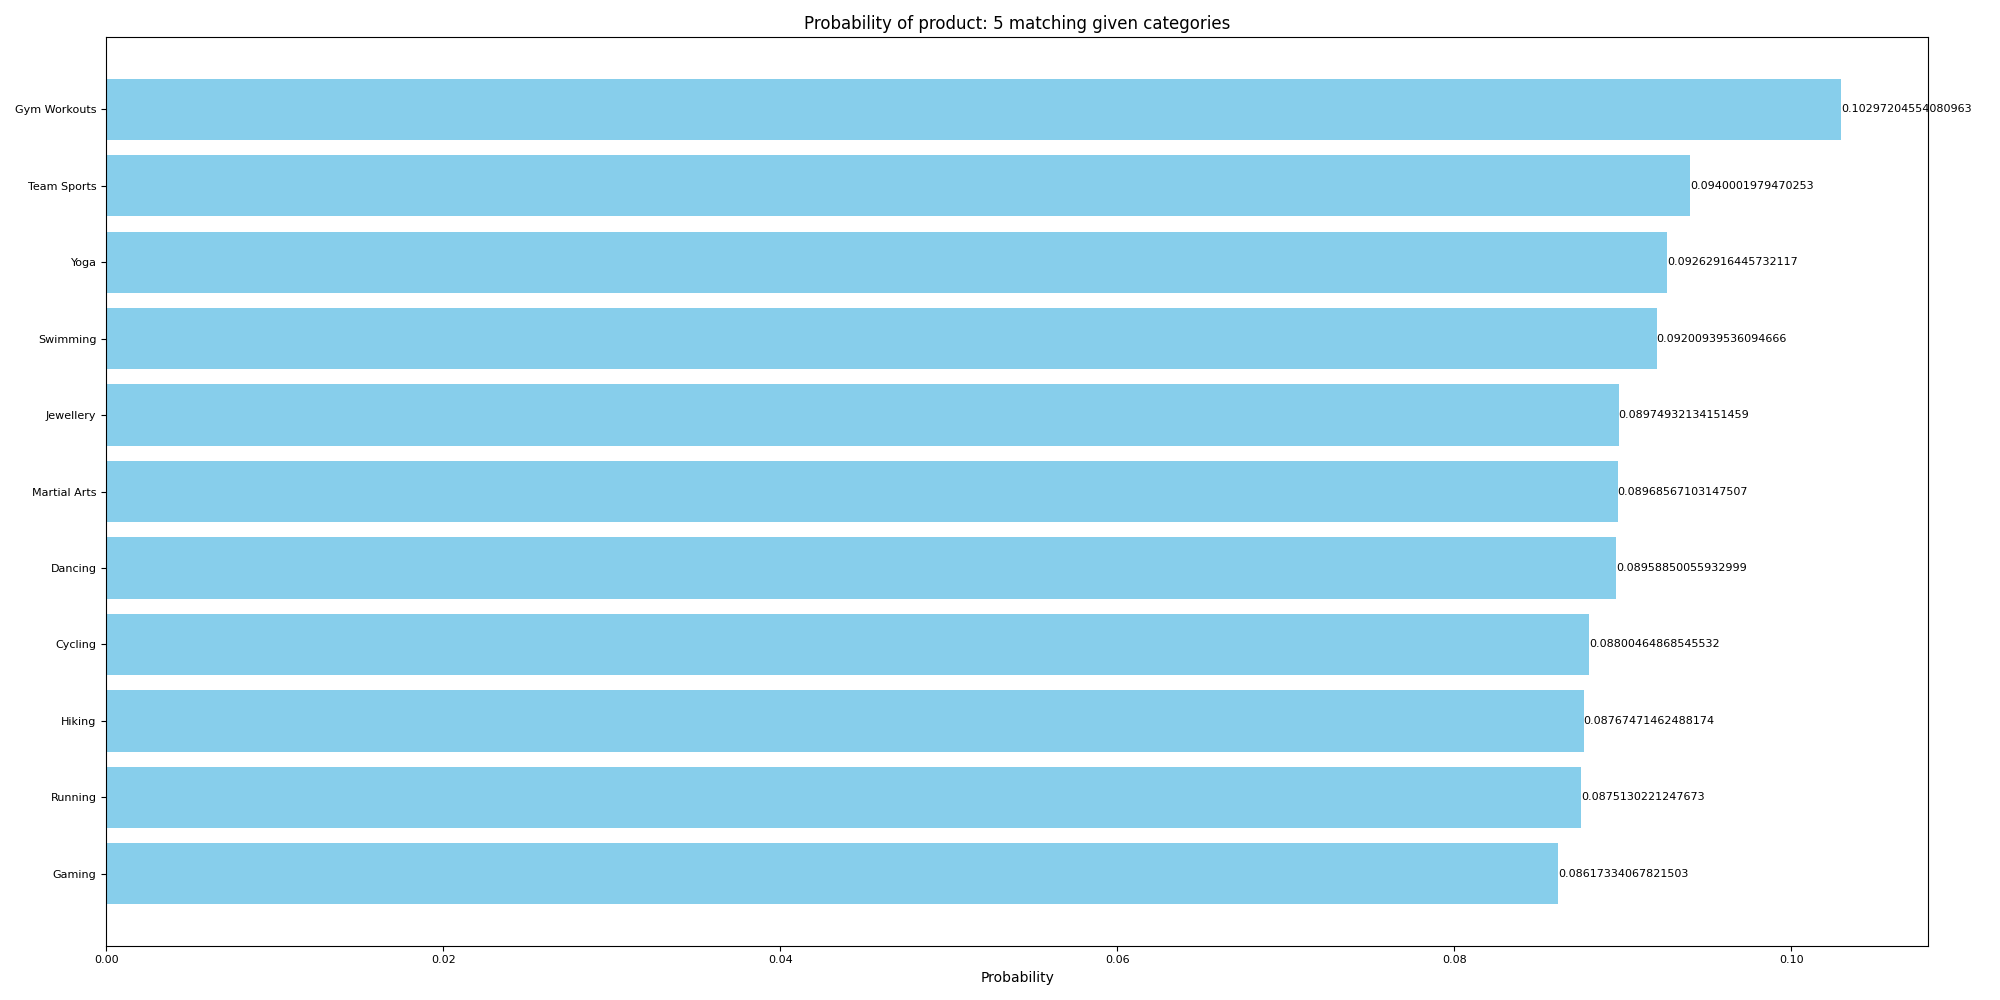 Probability of product: 5 matching given categories
Gym Workouts 0.10297204554080963
Team Sports 0.0940001979470253
Yoga 0.09262916445732117
Swimming 0.09200939536094666
Jewellery 0.08974932134151459
Martial Arts 0.08968567103147507
Dancing 0.08958850055932999
Cycling 0.08800464868545532
Hiking 0.08767471462488174
Running 0.0875130221247673
Gaming 0.08617334067821503
0.00 0.02 0.04 0.06 0.08 0.10
Probability